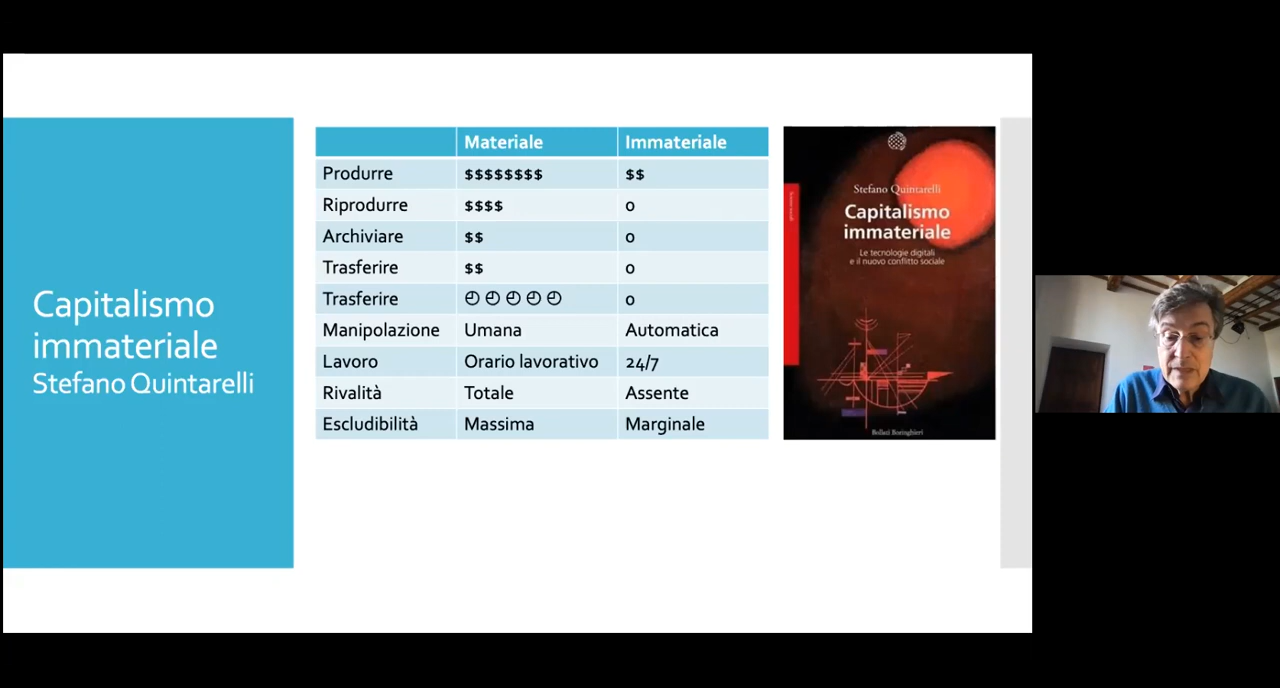 Capitalismo
immateriale
Stefano Quintarelli
Materiale Immateriale
Produrre $$$$$$$$ $$
Riprodurre $$$$ 0
Archiviare $$ 0
Trasferire $$ 0
Trasferire 🕘 🕘 🕘 🕘 🕘 0
Manipolazione Umana Automatica
Lavoro Orario lavorativo 24/7
Rivalità Totale Assente
Escludibilità Massima Marginale
Stefano Quintarelli
Capitalismo
immateriale
Le tecnologie digitali
e il nuovo conflitto sociale
Bollati Boringhieri